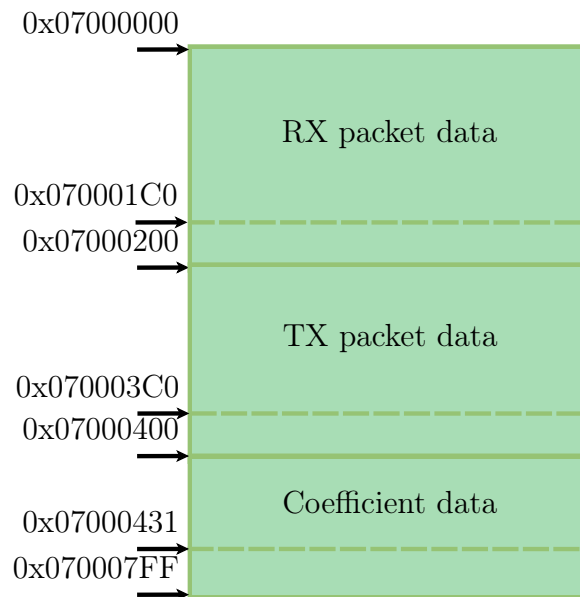 0x07000000
RX packet data
0x070001C0
0x07000200
TX packet data
0x070003C0
0x07000400
Coefficient data
0x07000431
0x070007FF